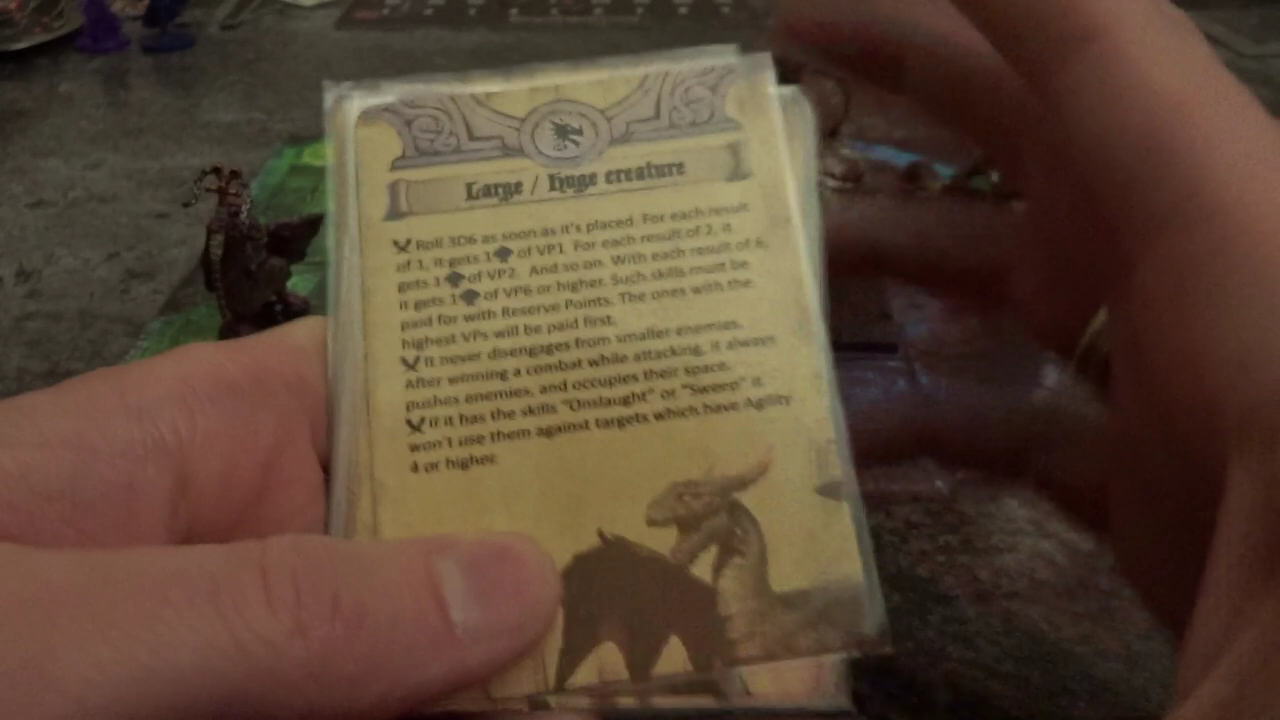 Large / Huge creature
Roll 3D6 as soon as it's placed. For each result
of 1, it gets 1 of VP1. For each result of 2, it
gets 1 of VP2. And so on. With each result of 6,
it gets 1 of VP6 or higher. Such skills must be
paid for with Reserve Points. The ones with the
highest VPs will be paid first.
It never disengages from smaller enemies.
After winning a combat while attacking, it always
pushes enemies, and occupies their space.
If it has the skills "Onslaught" or "Sweep" it
won't use them against targets which have Agility
4 or higher.